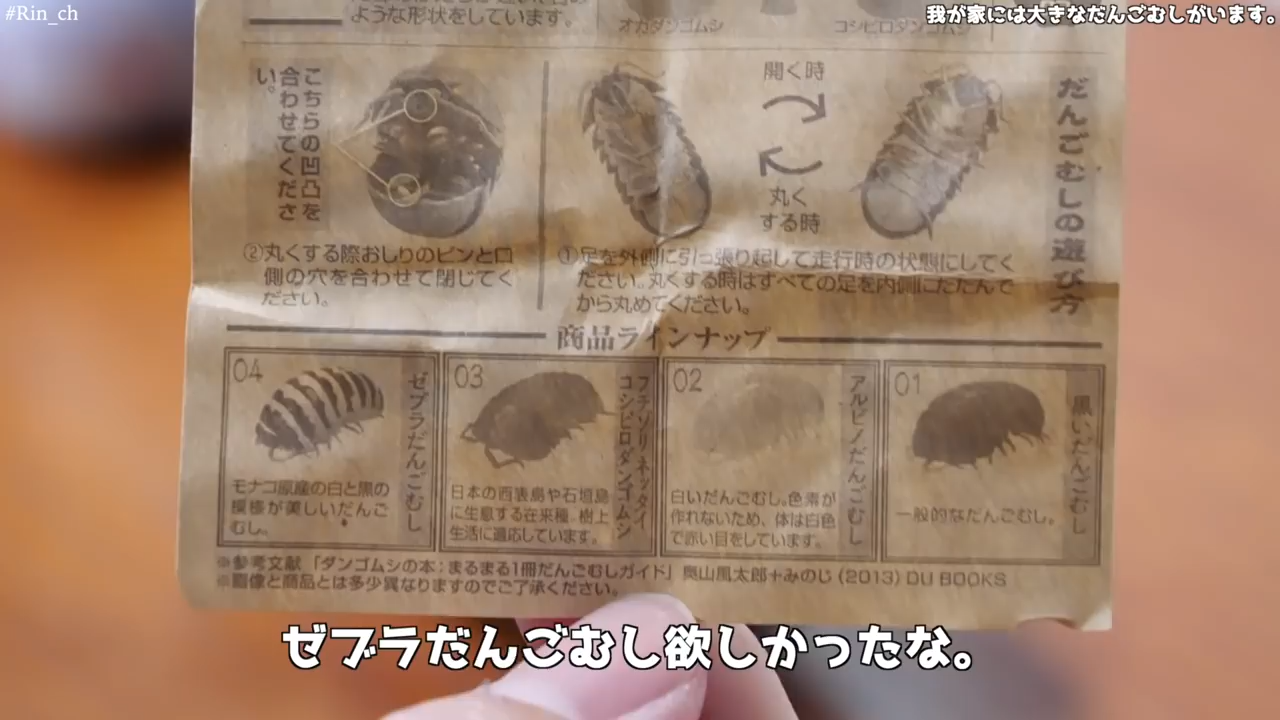 #Rin_ch
我が家には大きなだんごむしがいます。
ような形状をしています。
オカダンゴムシ
コシビロダンゴムシ
だんごむしの遊び方
開く時
丸く
する時
①足を外側に引っ張り起して走行時の状態にしてく
ださい。丸くする時はすべての足を内側にたたんで
から丸めてください。
こちらの凹凸を
合わせてくださ
い。
②丸くする際おしりのピンと口
側の穴を合わせて閉じてく
ださい。
商品ラインナップ
01
黒いだんごむし
一般的なだんごむし。
02
アルビノだんごむし
白いだんごむし。色素が
作れないため、体は白色
で赤い目をしています。
03
フチゾリネッタイ
コシビロダンゴムシ
日本の西表島や石垣島
に生息する在来種。樹上
生活に適応しています。
04
ゼブラだんごむし
モナコ原産の白と黒の
模様が美しいだんご
むし。
※参考文献「ダンゴムシの本:まるまる1冊だんごむしガイド」奥山風太郎+みのじ(2013) DU BOOKS
※画像と商品とは多少異なりますのでご了承ください。
ゼブラだんごむし欲しかったな。